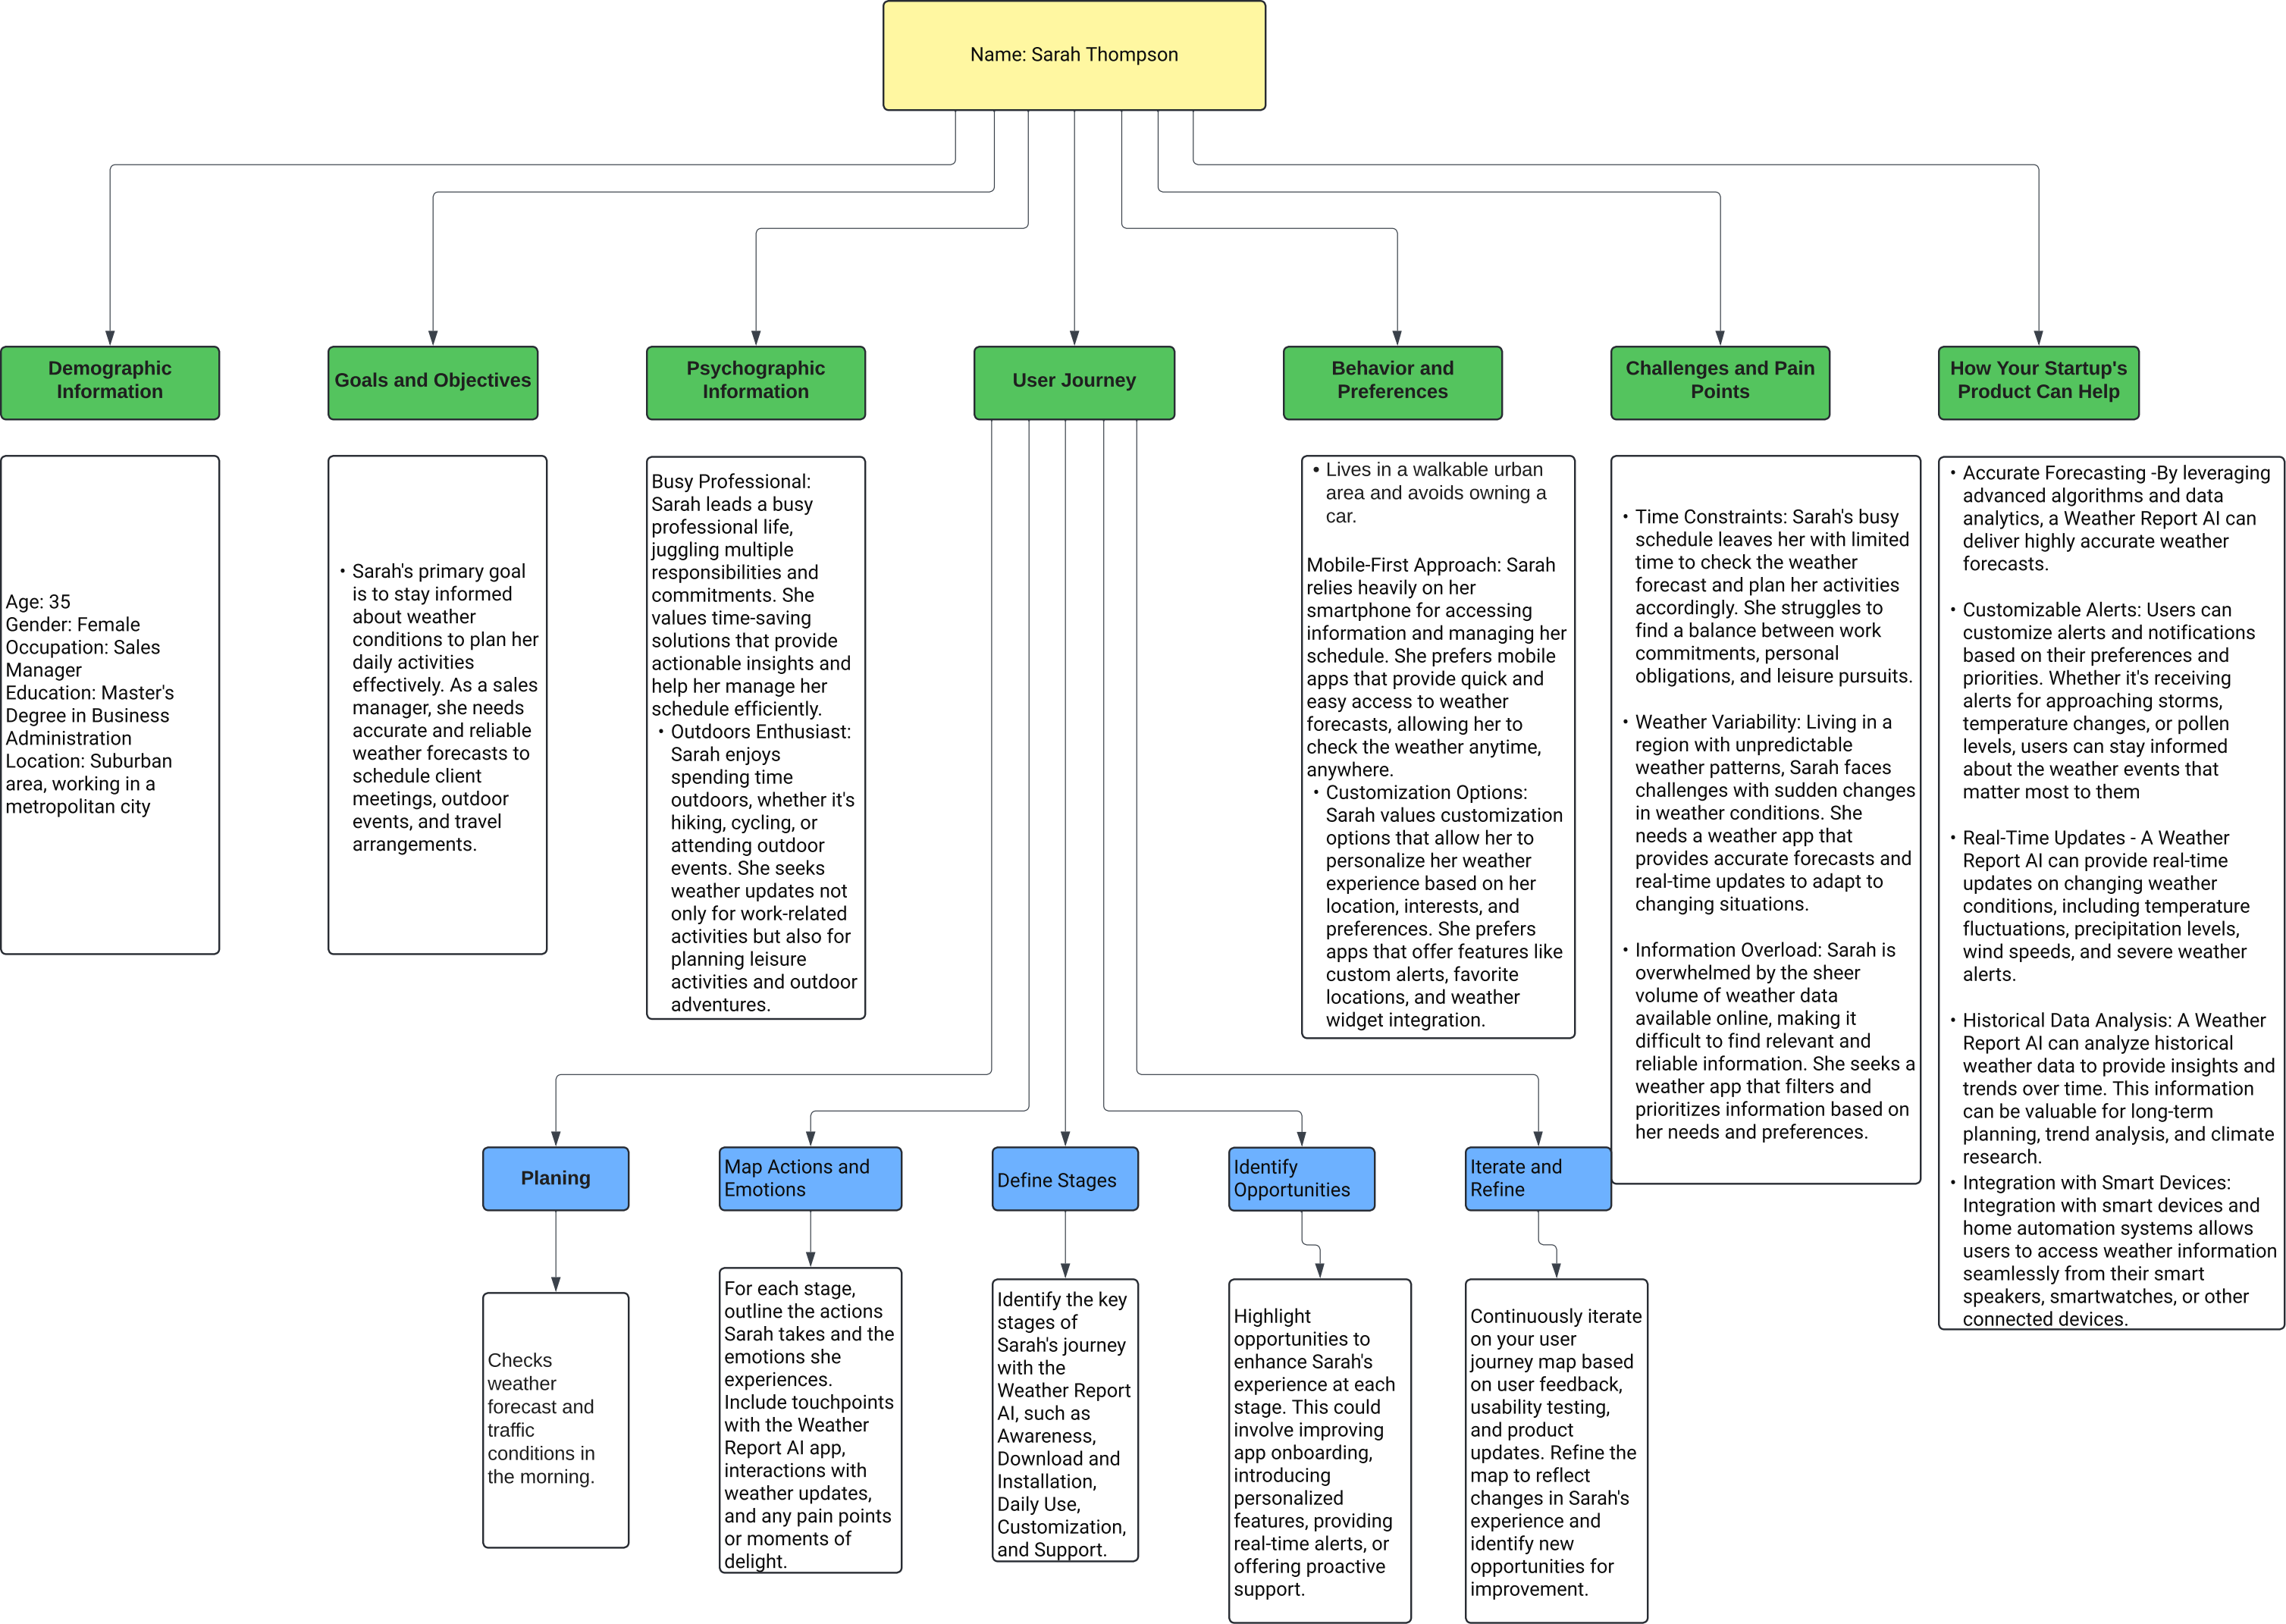 Name: Sarah Thompson
Demographic
Information
Goals and Objectives
Psychographic
Information
User Journey
Behavior and
Preferences
Challenges and Pain
Points
How Your Startup's
Product Can Help
Age: 35
Gender: Female
Occupation: Sales
Manager
Education: Master's
Degree in Business
Administration
Location: Suburban
area, working in a
metropolitan city
• Sarah's primary goal
is to stay informed
about weather
conditions to plan her
daily activities
effectively. As a sales
manager, she needs
accurate and reliable
weather forecasts to
schedule client
meetings, outdoor
events, and travel
arrangements.
Busy Professional:
Sarah leads a busy
professional life,
juggling multiple
responsibilities and
commitments. She
values time-saving
solutions that provide
actionable insights and
help her manage her
schedule efficiently.
• Outdoors Enthusiast:
Sarah enjoys
spending time
outdoors, whether it's
hiking, cycling, or
attending outdoor
events. She seeks
weather updates not
only for work-related
activities but also for
planning leisure
activities and outdoor
adventures.
• Lives in a walkable urban
area and avoids owning a
car.
Mobile-First Approach: Sarah
relies heavily on her
smartphone for accessing
information and managing her
schedule. She prefers mobile
apps that provide quick and
easy access to weather
forecasts, allowing her to
check the weather anytime,
anywhere.
• Customization Options:
Sarah values customization
options that allow her to
personalize her weather
experience based on her
location, interests, and
preferences. She prefers
apps that offer features like
custom alerts, favorite
locations, and weather
widget integration.
• Time Constraints: Sarah's busy
schedule leaves her with limited
time to check the weather
forecast and plan her activities
accordingly. She struggles to
find a balance between work
commitments, personal
obligations, and leisure pursuits.
• Weather Variability: Living in a
region with unpredictable
weather patterns, Sarah faces
challenges with sudden changes
in weather conditions. She
needs a weather app that
provides accurate forecasts and
real-time updates to adapt to
changing situations.
• Information Overload: Sarah is
overwhelmed by the sheer
volume of weather data
available online, making it
difficult to find relevant and
reliable information. She seeks a
weather app that filters and
prioritizes information based on
her needs and preferences.
• Accurate Forecasting -By leveraging
advanced algorithms and data
analytics, a Weather Report AI can
deliver highly accurate weather
forecasts.
• Customizable Alerts: Users can
customize alerts and notifications
based on their preferences and
priorities. Whether it's receiving
alerts for approaching storms,
temperature changes, or pollen
levels, users can stay informed
about the weather events that
matter most to them
• Real-Time Updates - A Weather
Report AI can provide real-time
updates on changing weather
conditions, including temperature
fluctuations, precipitation levels,
wind speeds, and severe weather
alerts.
• Historical Data Analysis: A Weather
Report AI can analyze historical
weather data to provide insights and
trends over time. This information
can be valuable for long-term
planning, trend analysis, and climate
research.
• Integration with Smart Devices:
Integration with smart devices and
home automation systems allows
users to access weather information
seamlessly from their smart
speakers, smartwatches, or other
connected devices.
Planing
Map Actions and
Emotions
Define Stages
Identify
Opportunities
Iterate and
Refine
Checks
weather
forecast and
traffic
conditions in
the morning.
For each stage,
outline the actions
Sarah takes and the
emotions she
experiences.
Include touchpoints
with the Weather
Report AI app,
interactions with
weather updates,
and any pain points
or moments of
delight.
Identify the key
stages of
Sarah's journey
with the
Weather Report
AI, such as
Awareness,
Download and
Installation,
Daily Use,
Customization,
and Support.
Highlight
opportunities to
enhance Sarah's
experience at each
stage. This could
involve improving
app onboarding,
introducing
personalized
features, providing
real-time alerts, or
offering proactive
support.
Continuously iterate
on your user
journey map based
on user feedback,
usability testing,
and product
updates. Refine the
map to reflect
changes in Sarah's
experience and
identify new
opportunities for
improvement.